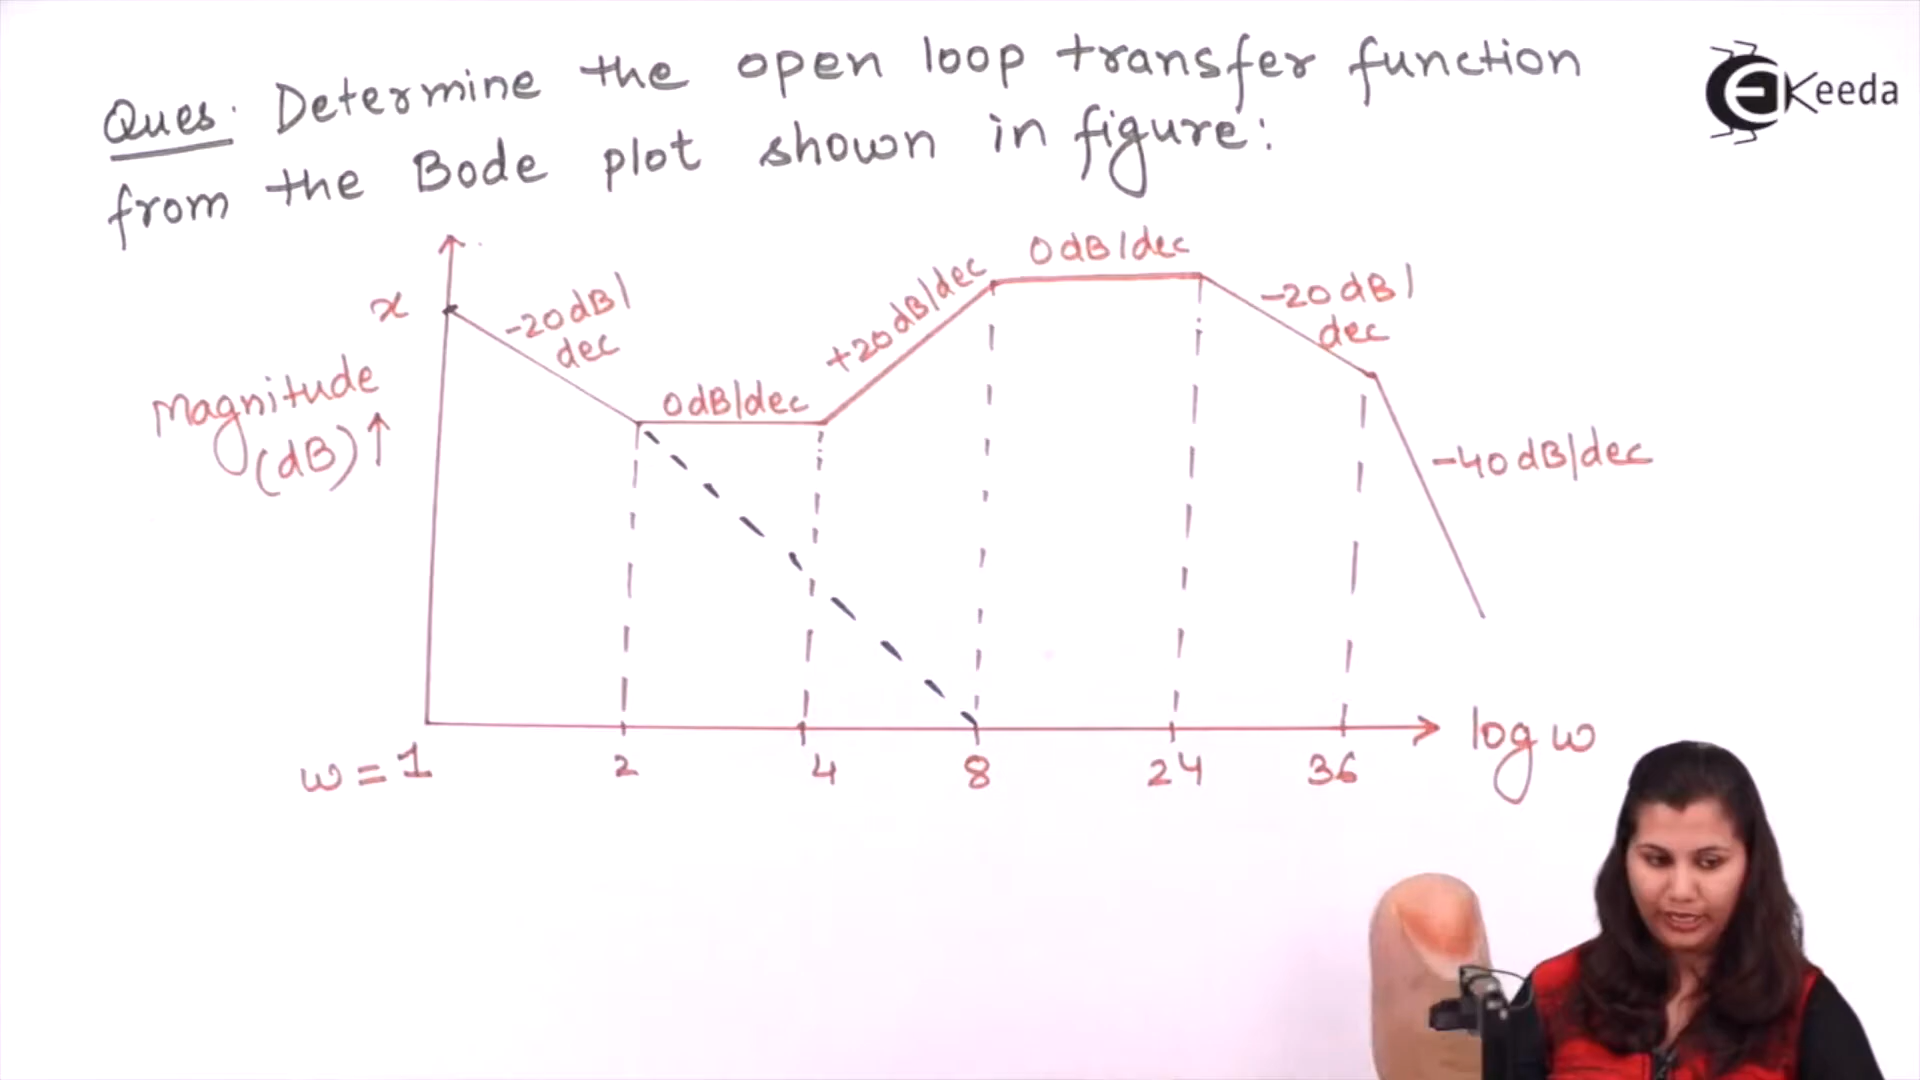 Ques. Determine the open loop transfer function
from the Bode plot shown in figure:
EKeeda
0dB/dec
x
-20dB/
dec
+20dB/dec
-20dB/
dec
Magnitude
(dB)↑
0dB/dec
-40dB/dec
log w
w=1 2 4 8 24 36